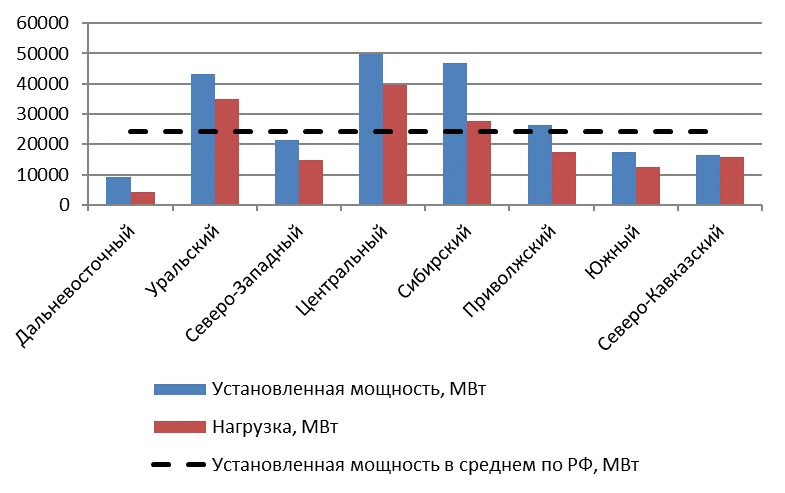 60000
50000
40000
30000
20000
10000
0
Дальневосточный
Уральский
Северо-Западный
Центральный
Сибирский
Приволжский
Южный
Северо-Кавказский
Установленная мощность, МВт
Нагрузка, МВт
Установленная мощность в среднем по РФ, МВт